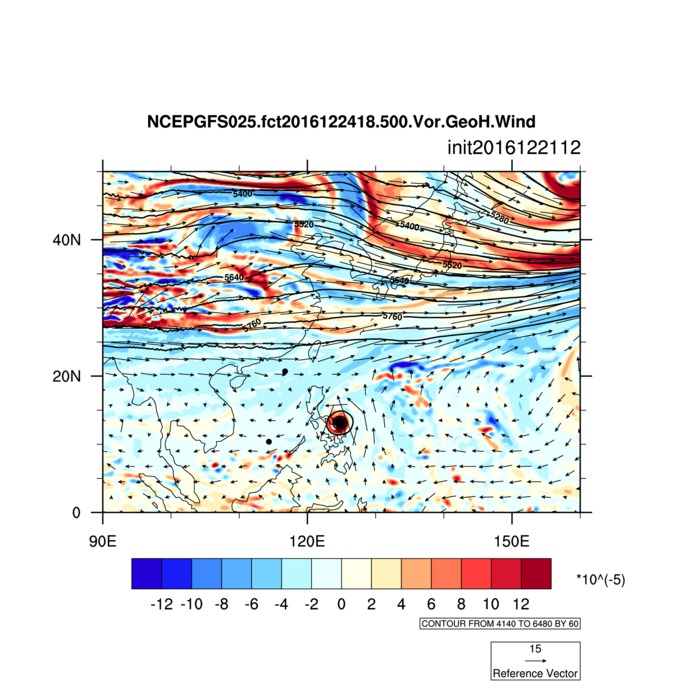 NCEPGFS025.fct2016122418.500.Vor.GeoH.Wind
init2016122112
5400
5280
5400
5520
40N
5520
5640
5640
5760
5760
20N
0
90E 120E 150E
-12 -10 -8 -6 -4 -2 0 2 4 6 8 10 12
*10^(-5)
CONTOUR FROM 4140 TO 6480 BY 60
15
Reference Vector